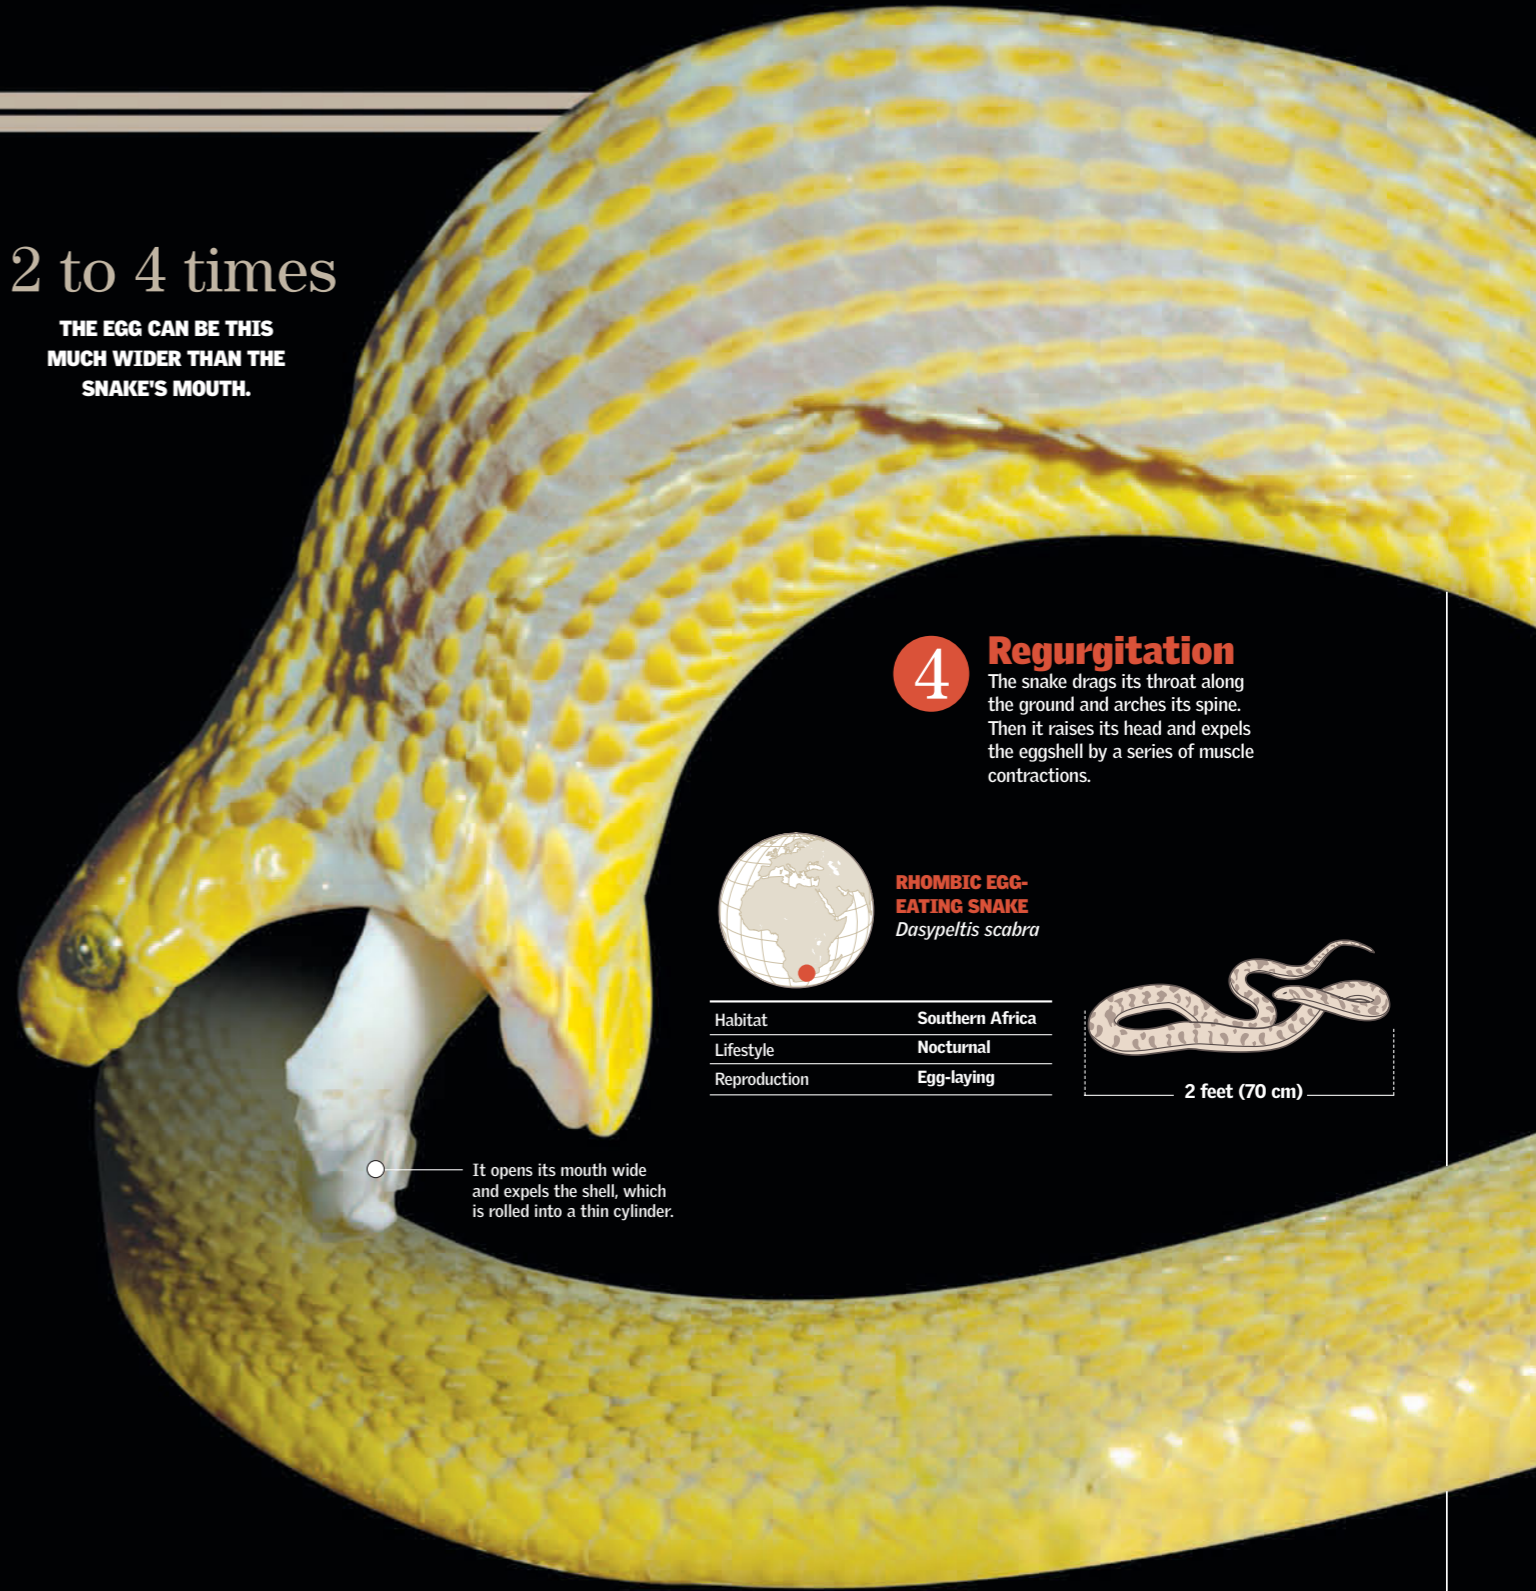 2 to 4 times
THE EGG CAN BE THIS
MUCH WIDER THAN THE
SNAKE'S MOUTH.
4
Regurgitation
The snake drags its throat along
the ground and arches its spine.
Then it raises its head and expels
the eggshell by a series of muscle
contractions.
RHOMBIC EGG-
EATING SNAKE
Dasypeltis scabra
Habitat Southern Africa
Lifestyle Nocturnal
Reproduction Egg-laying
2 feet (70 cm)
It opens its mouth wide
and expels the shell, which
is rolled into a thin cylinder.